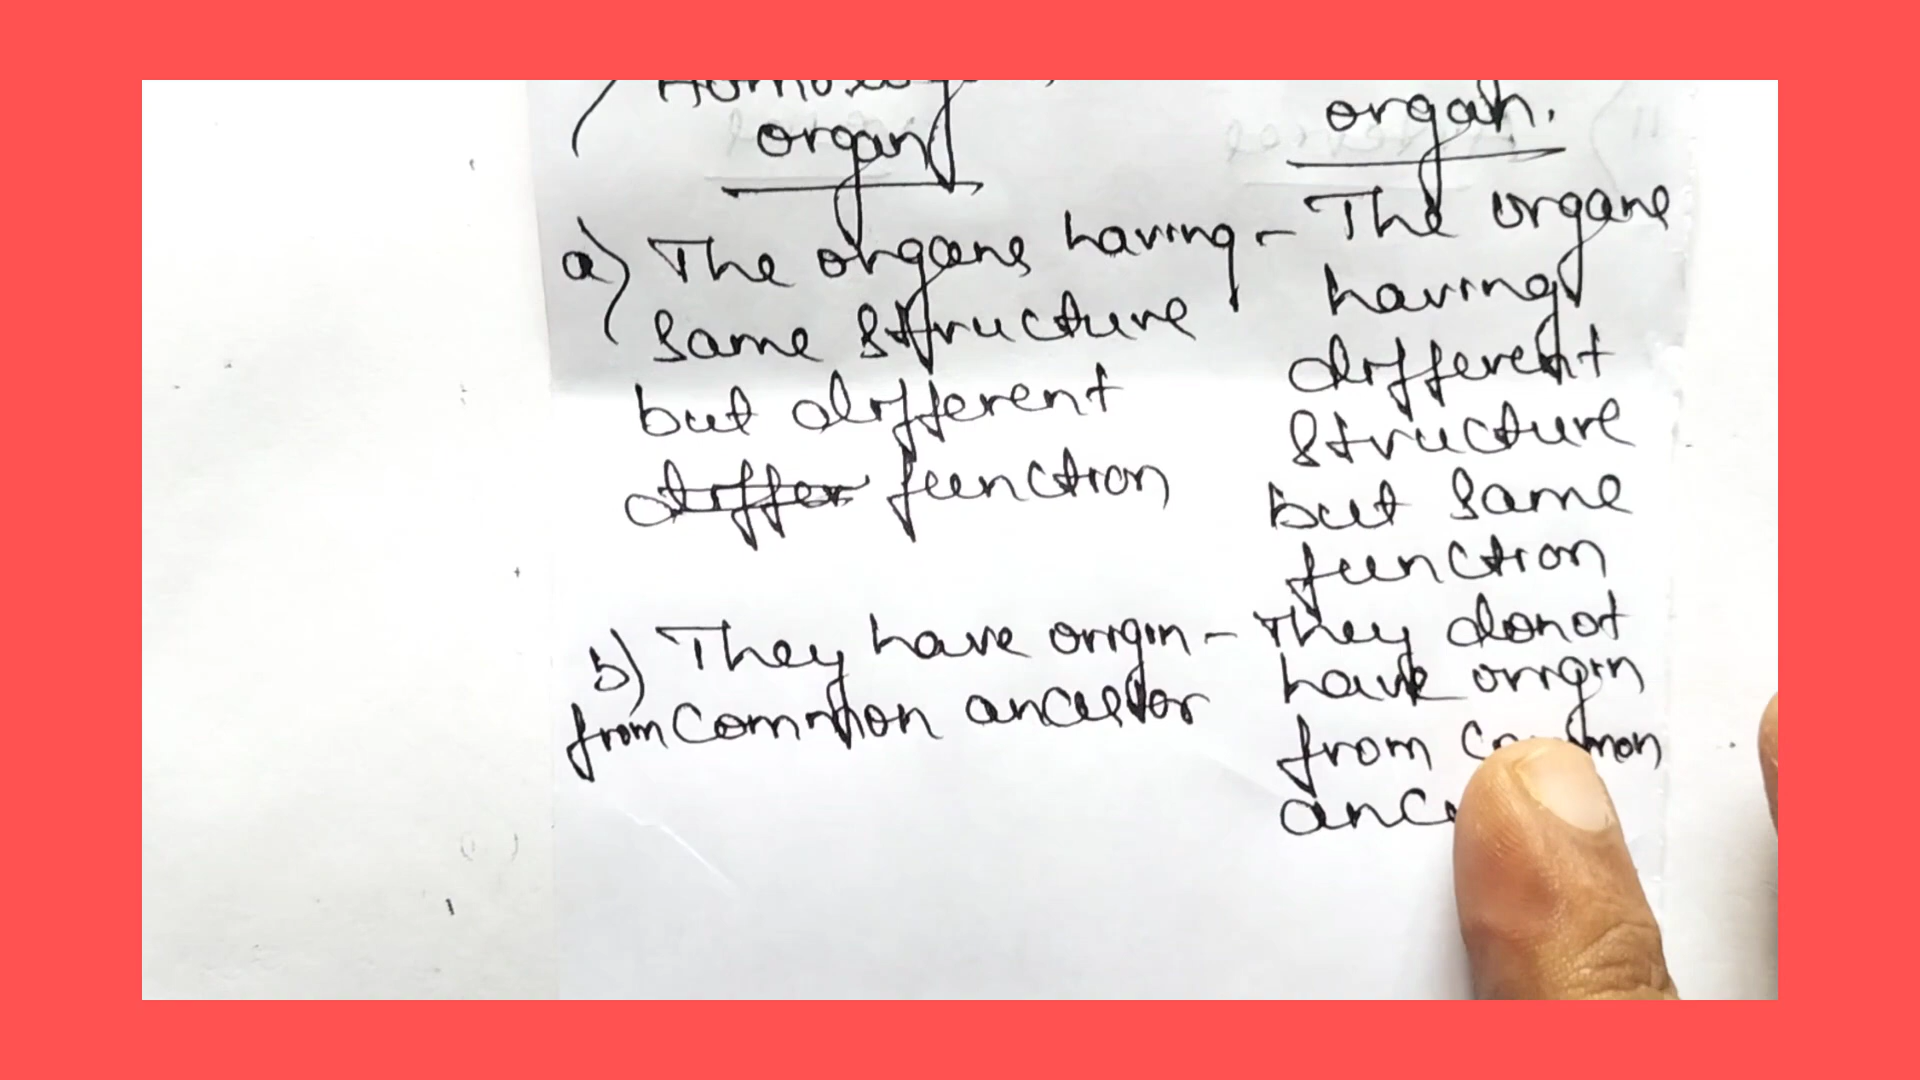 organ
organ.
a) The organs having - The organs
having
same structure
different
but different
structure
differ function
but same
function
b) They have origin - They donot
have origin
from common ancestor
from common